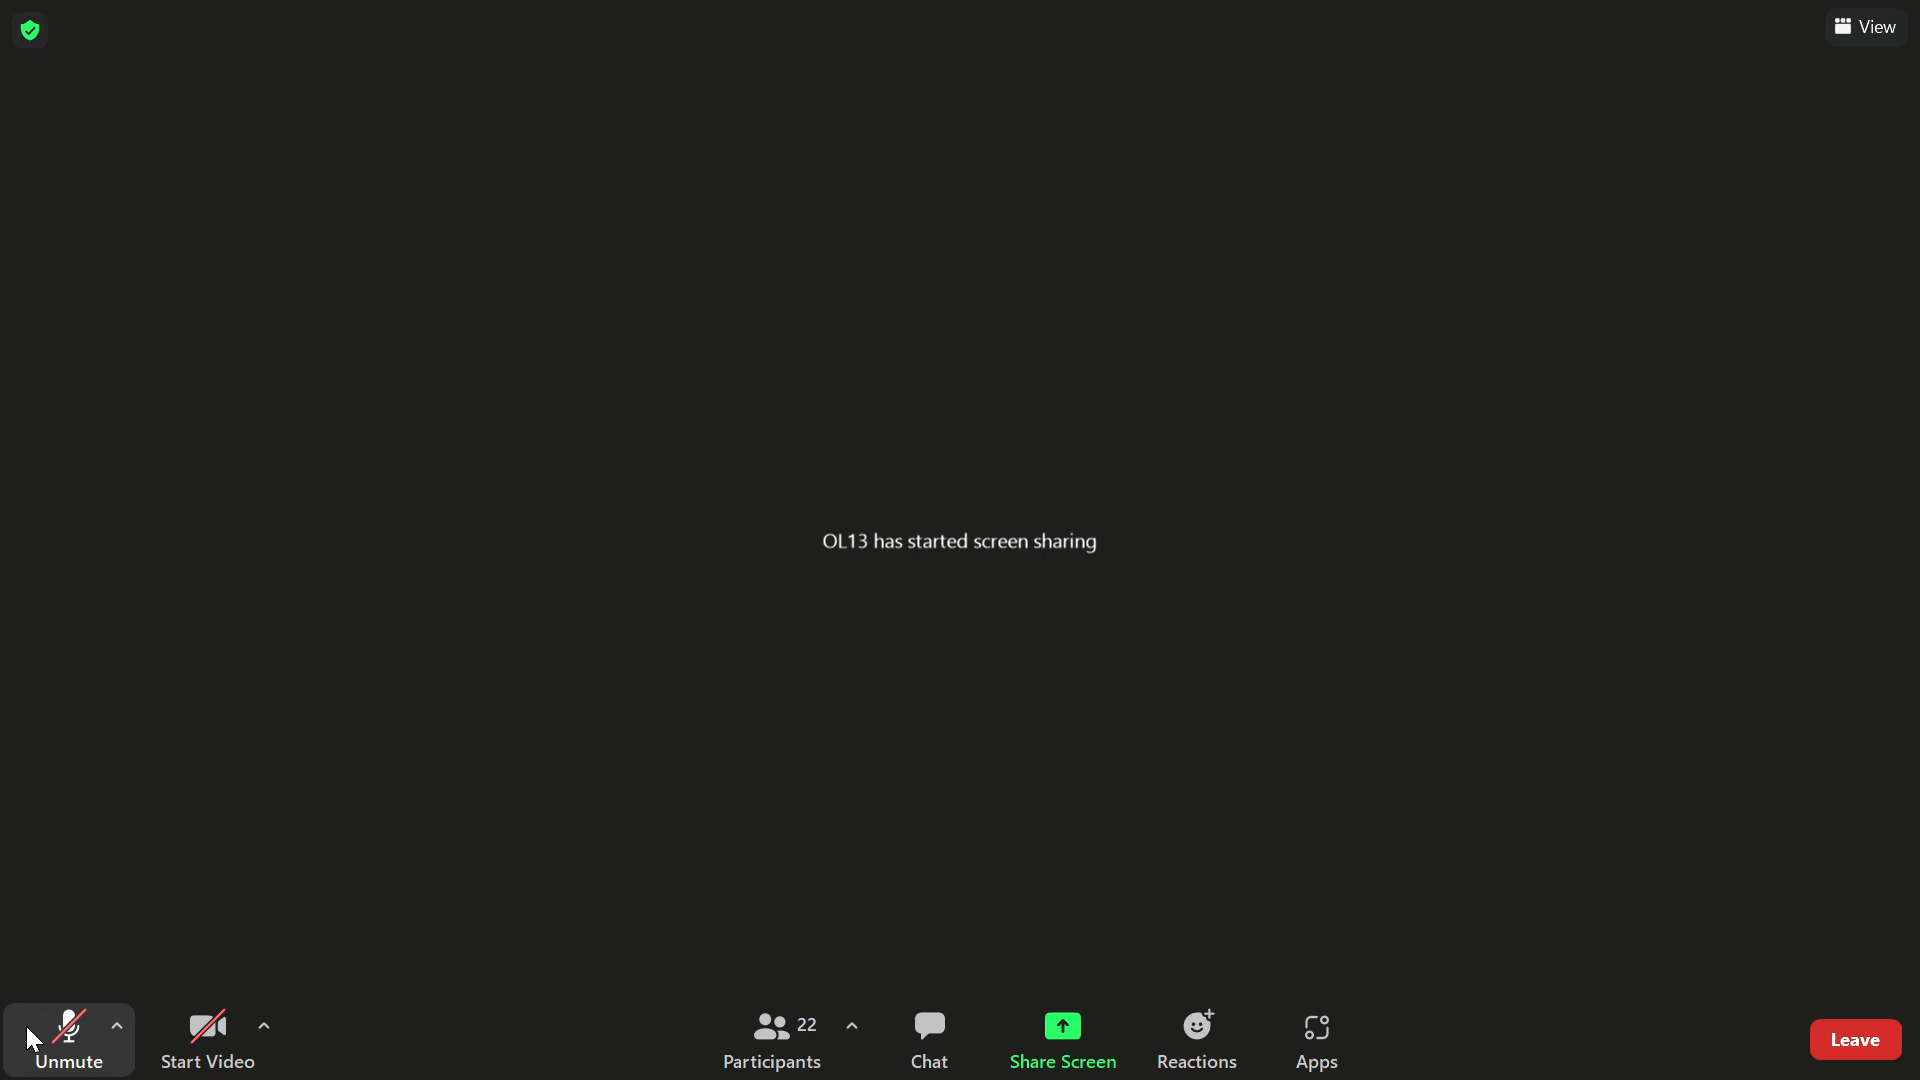 View
OL13 has started screen sharing
Unmute
Start Video
22
Participants
Chat
Share Screen
Reactions
Apps
Leave